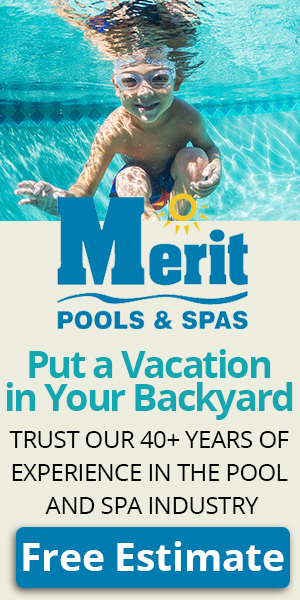 Merit
POOLS & SPAS
Put a Vacation
in Your Backyard
TRUST OUR 40+ YEARS OF
EXPERIENCE IN THE POOL
AND SPA INDUSTRY
Free Estimate